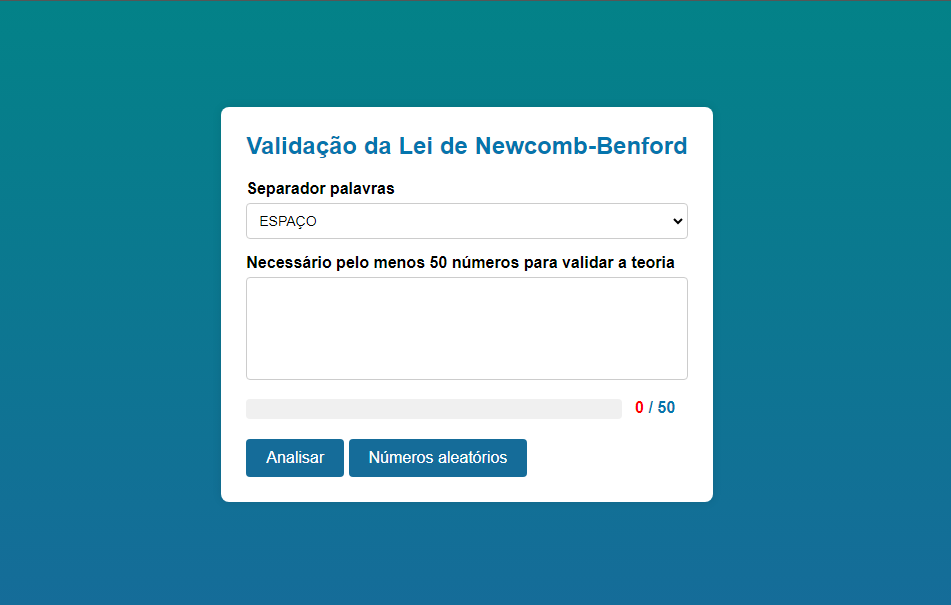 Validação da Lei de Newcomb-Benford
Separador palavras
ESPAÇO
Necessário pelo menos 50 números para validar a teoria
0 / 50
Analisar Números aleatórios